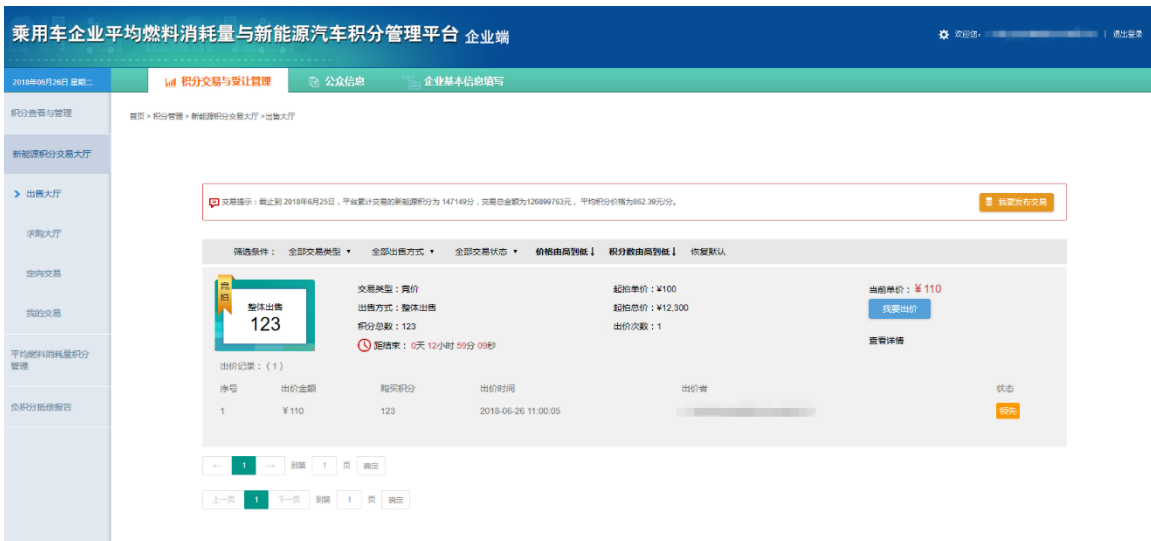 乘用车企业平均燃料消耗量与新能源汽车积分管理平台 企业端
欢迎您， | 退出登录
2018年06月26日 星期二
积分交易与受让管理 公众信息 企业基本信息填写
积分查看与管理
首页 > 积分管理 > 新能源积分交易大厅 >出售大厅
新能源积分交易大厅
出售大厅
交易提示：截止到 2018年6月25日，平台累计交易的新能源积分为 147149分，交易总金额为126899763元，平均积分价格为862.39元/分。
我要发布交易
求购大厅
筛选条件： 全部交易类型 全部出售方式 全部交易状态 价格由高到低↓ 积分数由高到低↓ 恢复默认
定向交易
我的交易
平均燃料消耗量积分管理
负积分抵偿报告
竞拍
整体出售
123
交易类型：竞价
出售方式：整体出售
积分总数：123
距结束： 0天 12小时 59分 09秒
起拍单价：¥100
起拍总价：¥12,300
出价次数：1
当前单价：¥110
我要出价
查看详情
出价记录：（1）
序号 出价金额 购买积分 出价时间 出价者 状态
1 ¥110 123 2018-06-26 11:00:05 领先
← 1 → 到第 1 页 确定
上一页 1 下一页 到第 1 页 确定